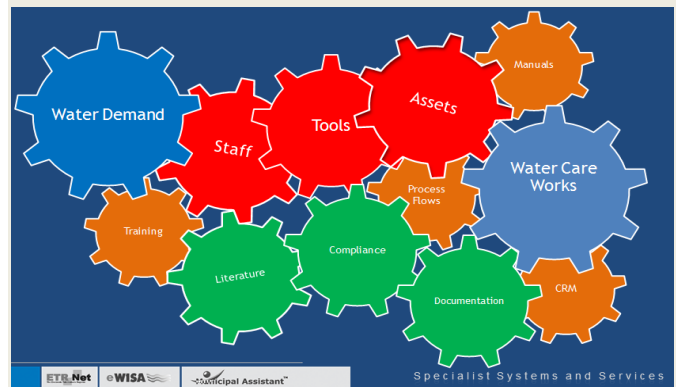 Manuals
Assets
Water Demand
Tools
Staff
Water Care
Works
Process
Flows
Training
Compliance
Literature
CRM
Documentation
ETR.Net
eWISA
Municipal Assistant™
Specialist Systems and Services